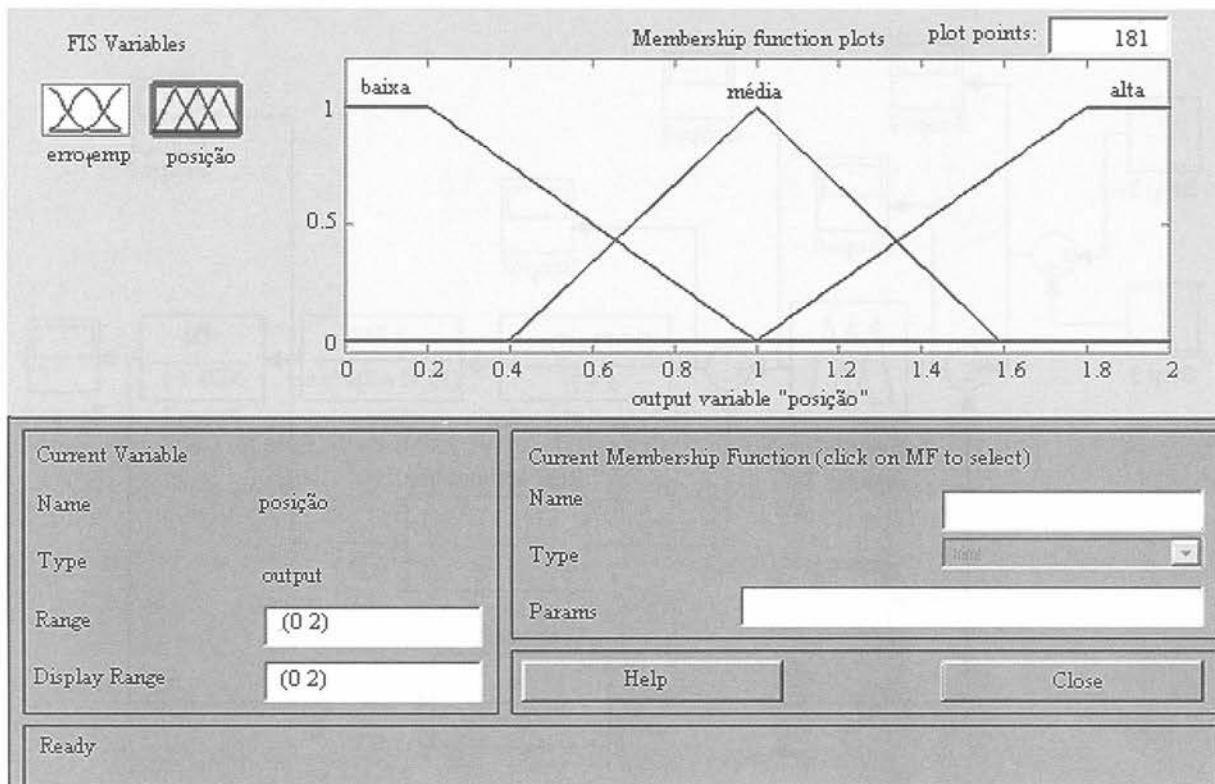 FIS Variables
erroțemp
posição
Membership function plots
plot points:
181
baixa
média
alta
1
0.5
0
0
0.2
0.4
0.6
0.8
1
1.2
1.4
1.6
1.8
2
output variable "posição"
Current Variable
Name
posição
Type
output
Range
(0 2)
Display Range
(0 2)
Current Membership Function (click on MF to select)
Name
Type
Params
Help
Close
Ready